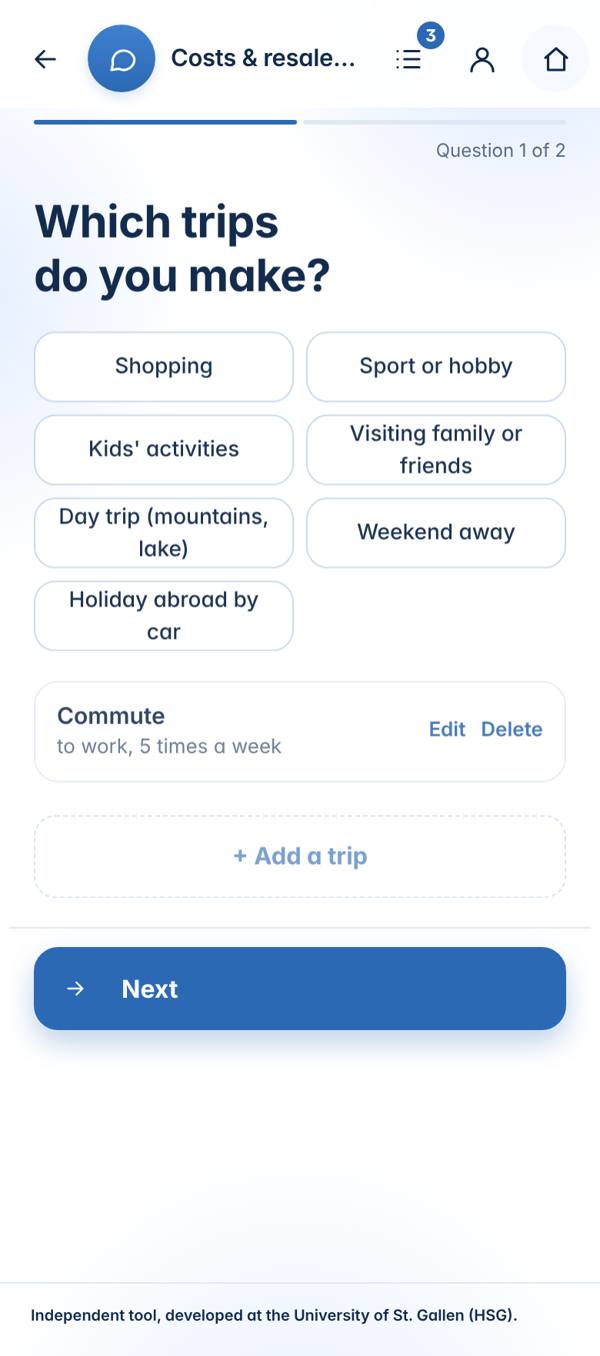 Costs & resale...
3
Question 1 of 2
Which trips
do you make?
Shopping
Sport or hobby
Kids' activities
Visiting family or
friends
Day trip (mountains,
lake)
Weekend away
Holiday abroad by
car
Commute
to work, 5 times a week
Edit
Delete
+ Add a trip
→ Next
Independent tool, developed at the University of St. Gallen (HSG).